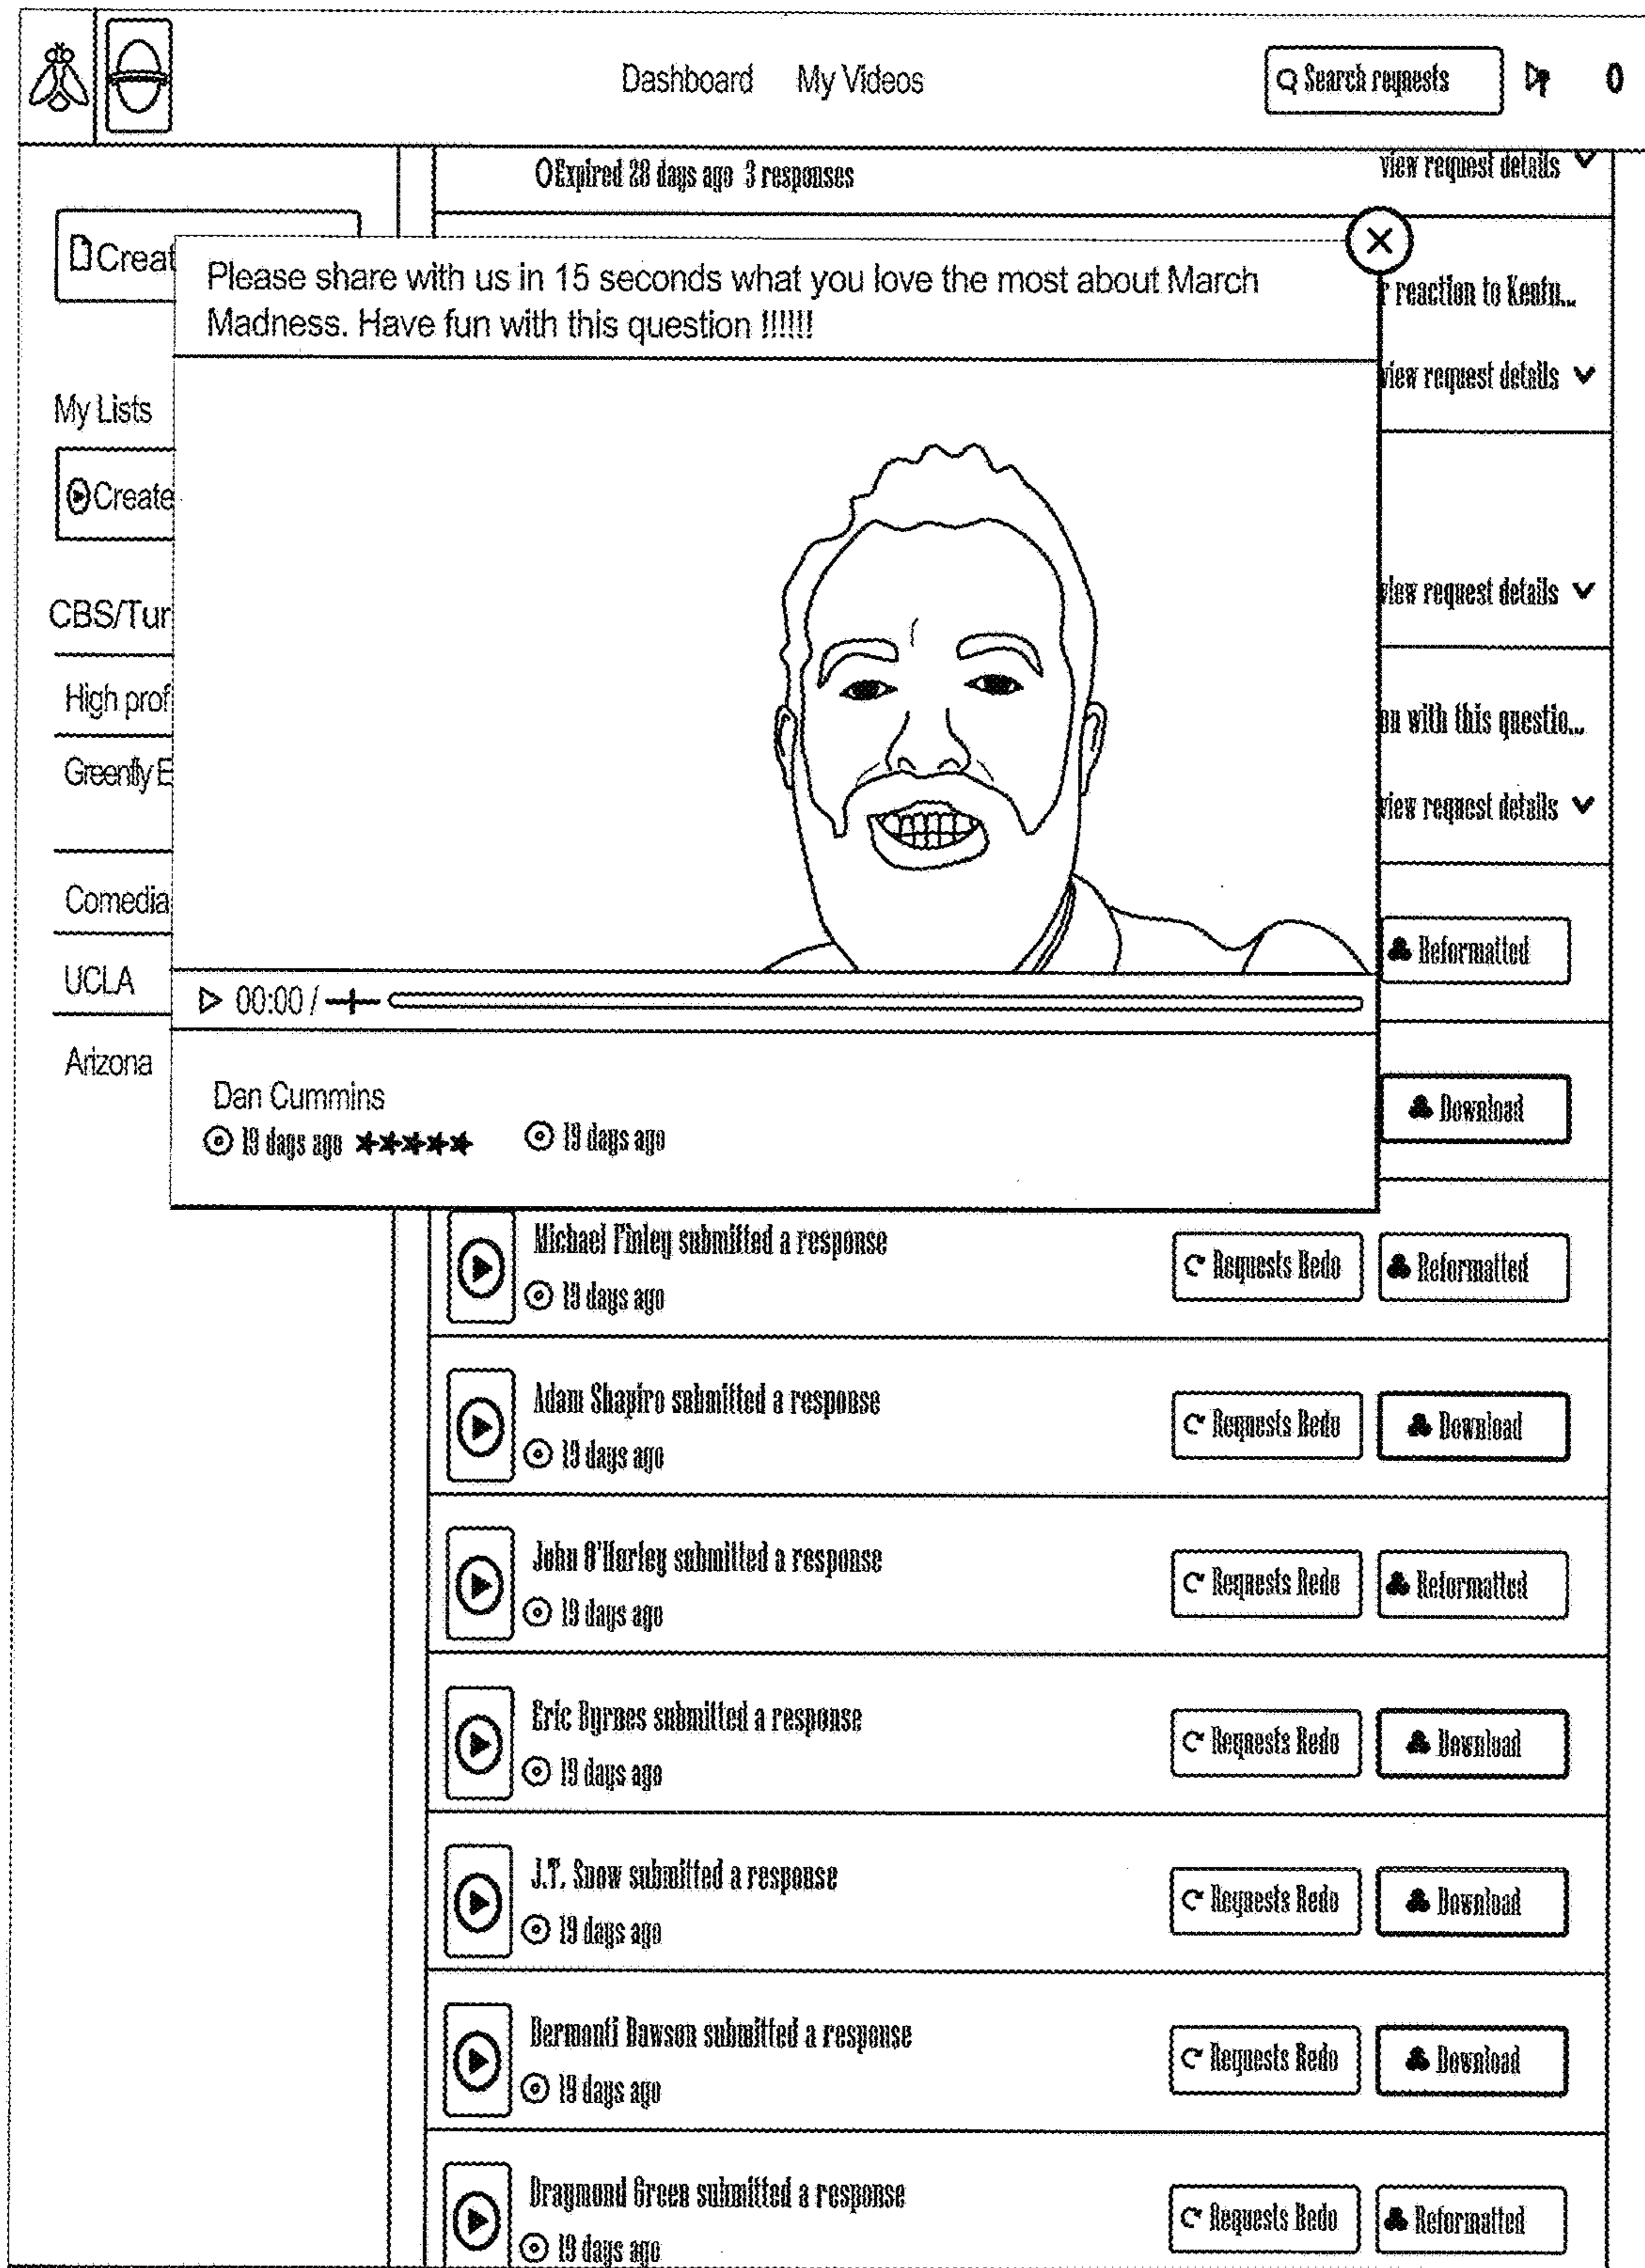 Dashboard My Videos Search requests 0
Expired 28 days ago 3 responses view request details
Creat
Please share with us in 15 seconds what you love the most about March
Madness. Have fun with this question !!!!!!
r reaction to Kentu...
view request details
My Lists
Create
CBS/Tur
view request details
High prof
Greenfly E
un with this questio...
view request details
Comedia
Reformatted
UCLA
00:00 /
Arizona
Dan Cummins
19 days ago ★★★★★ 19 days ago
Download
Michael Finley submitted a response
19 days ago
Requests Redo Reformatted
Adam Shapiro submitted a response
19 days ago
Requests Redo Download
John O'Hurley submitted a response
19 days ago
Requests Redo Reformatted
Eric Byrnes submitted a response
19 days ago
Requests Redo Download
J.T. Snow submitted a response
19 days ago
Requests Redo Download
Dermontti Dawson submitted a response
19 days ago
Requests Redo Download
Draymond Green submitted a response
19 days ago
Requests Redo Reformatted